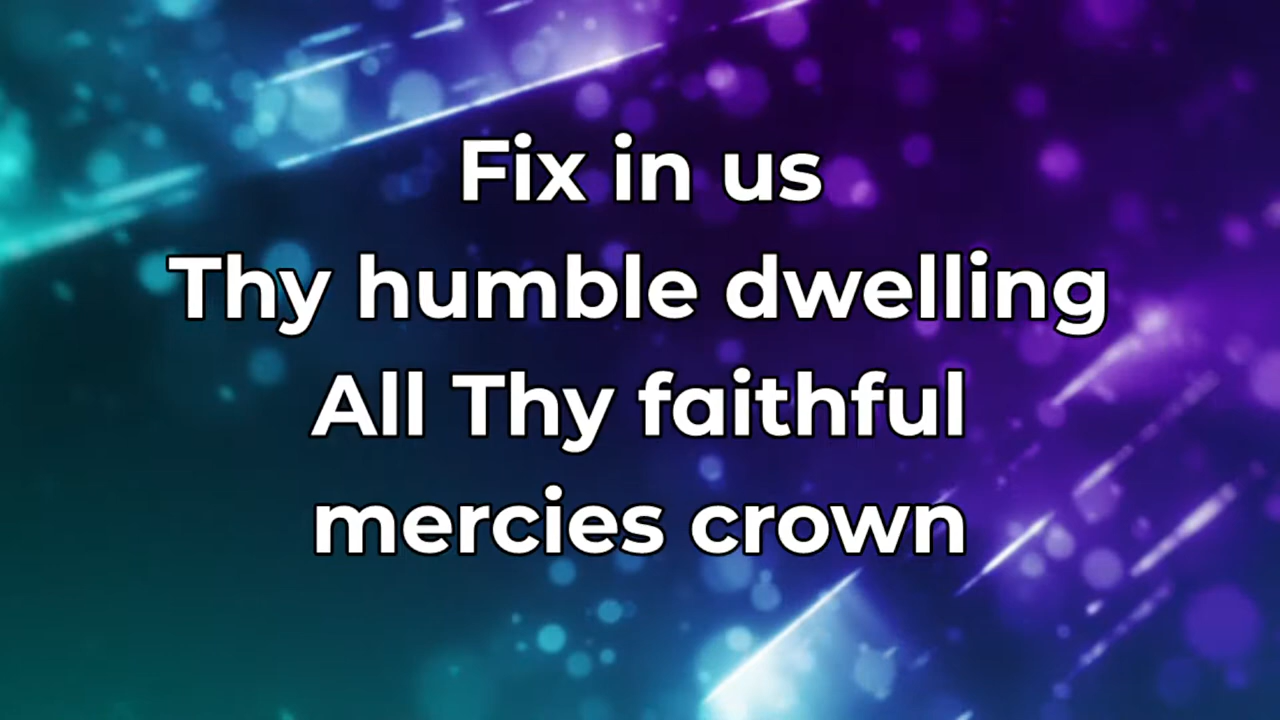 Fix in us
Thy humble dwelling
All Thy faithful
mercies crown